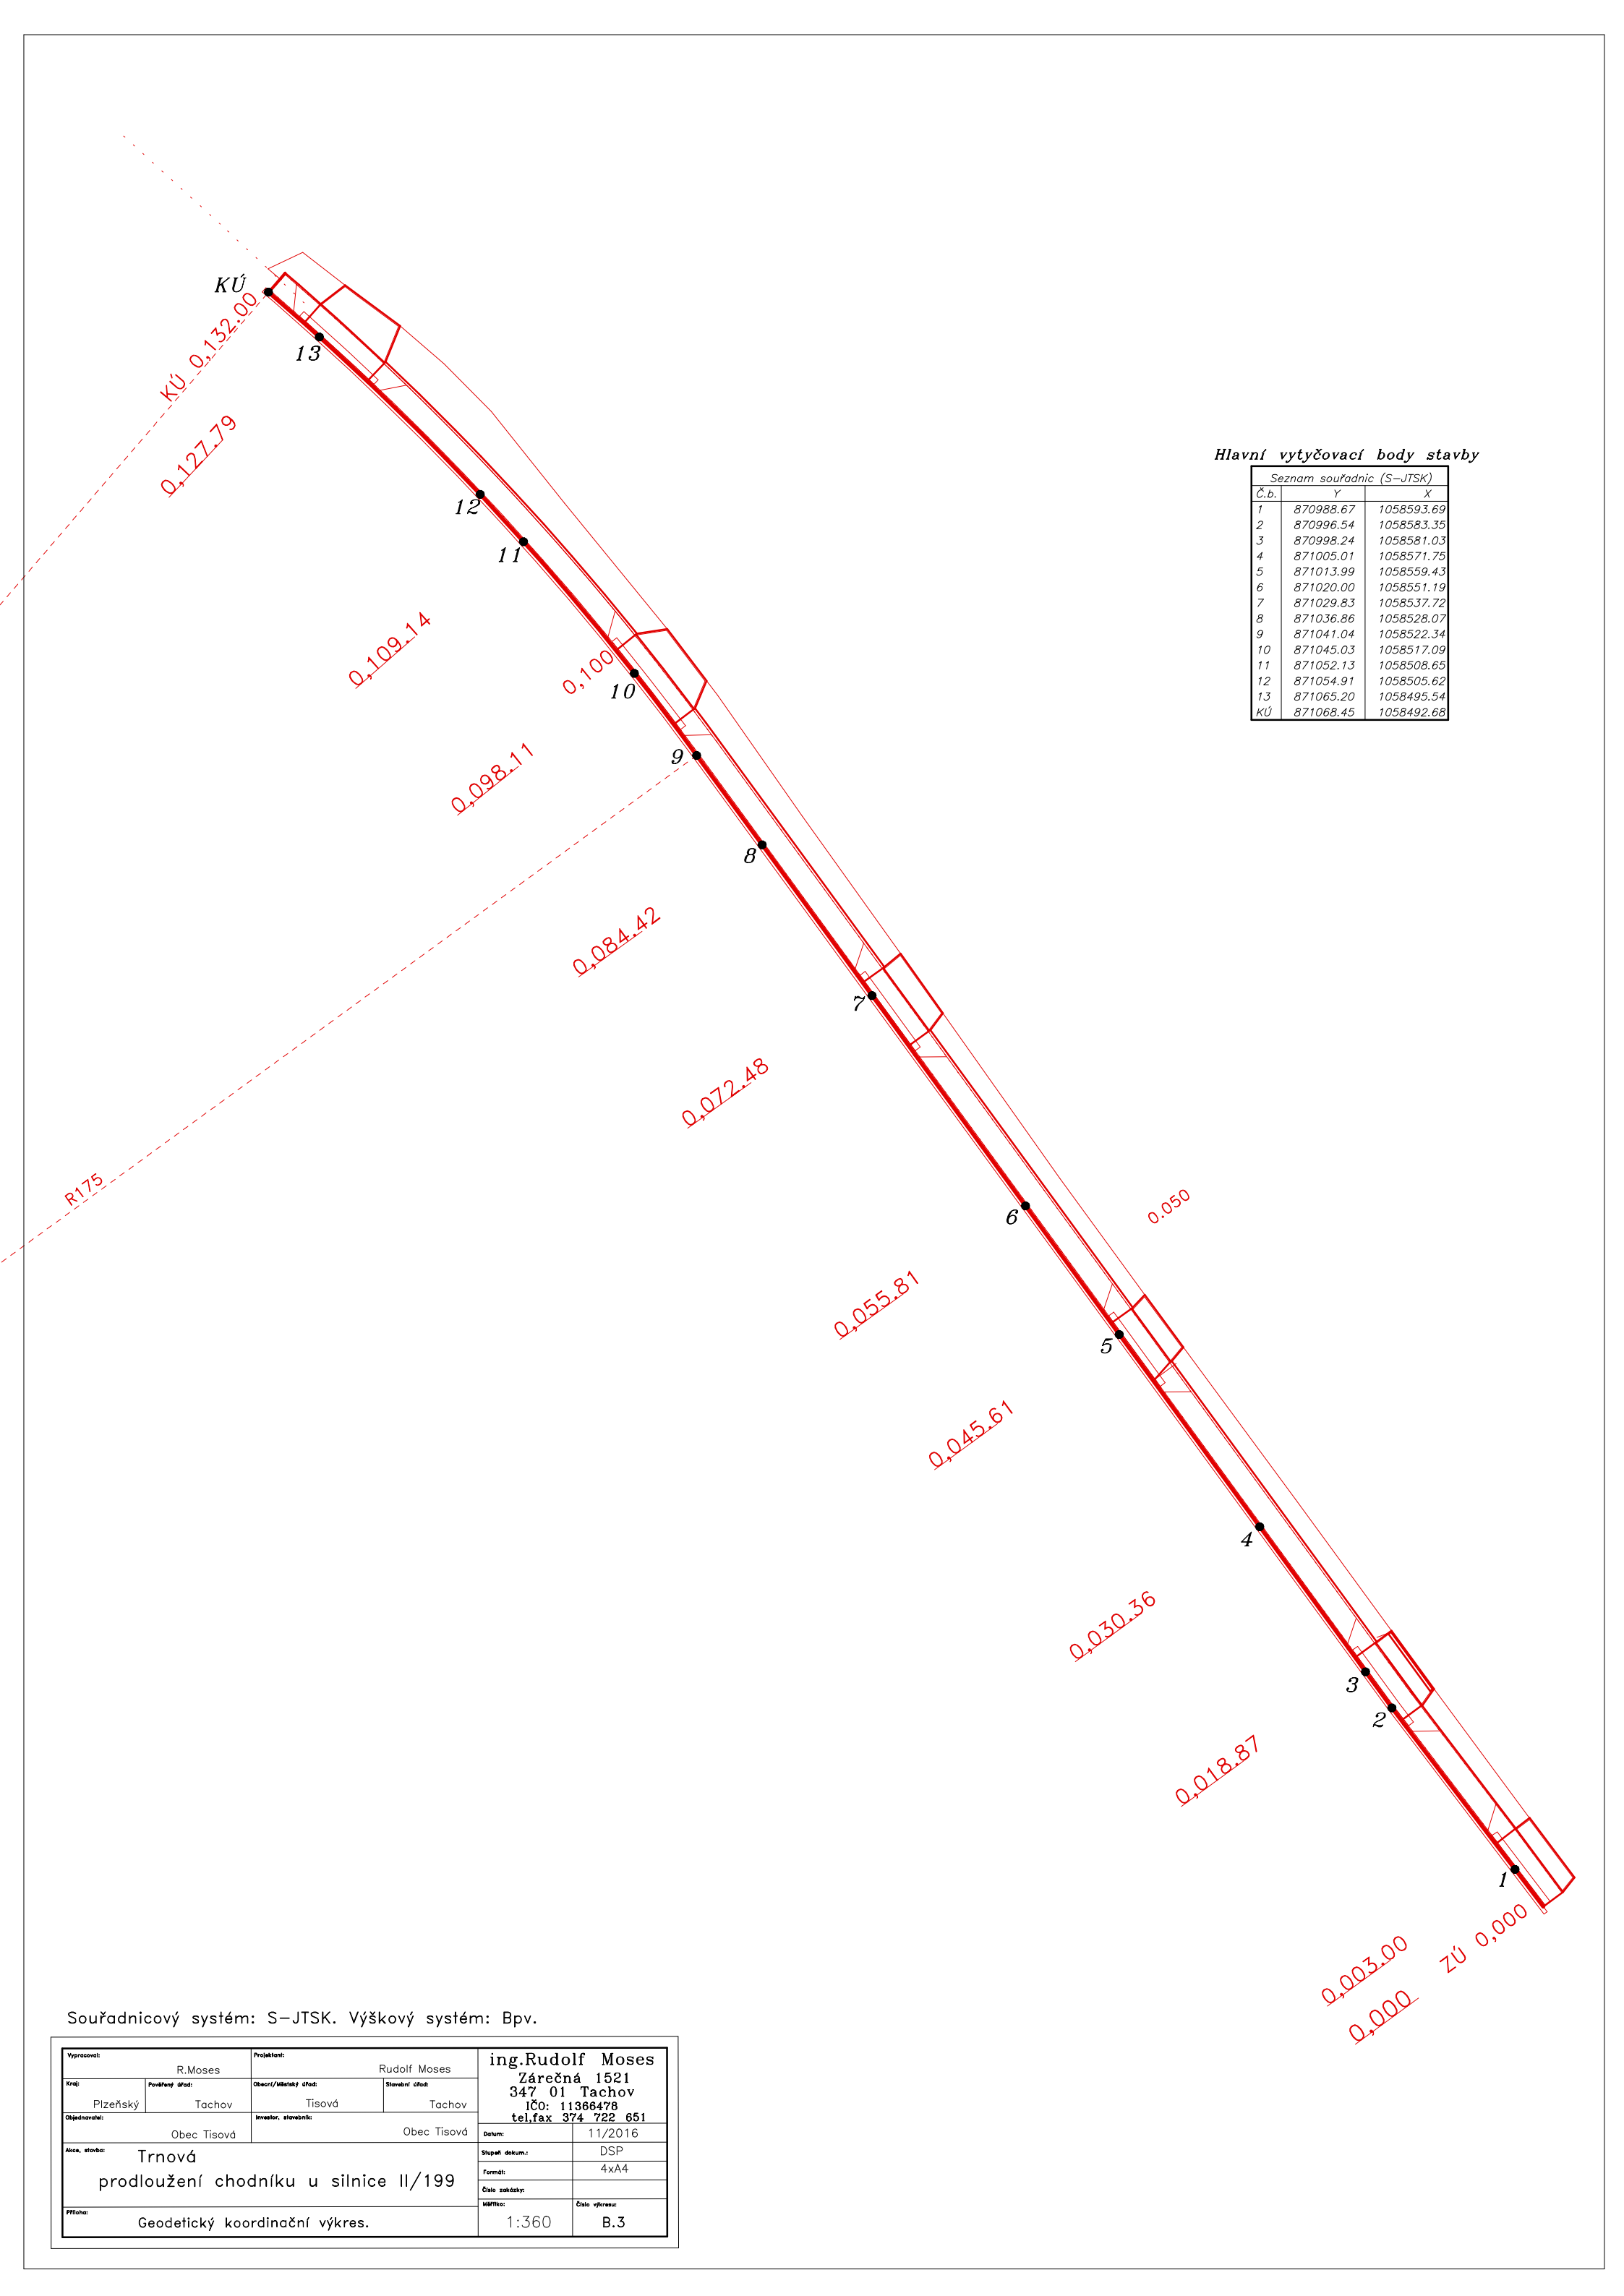 KÚ
KÚ 0,132.00
13
0,127.79
12
11
0,109.14
0,100
10
9
0,098.11
8
0,084.42
7
0,072.48
R175
6
0.050
0,055.81
5
0,045.61
4
0,030.36
3
2
0,018.87
1
ZÚ 0,000
0,003.00
0,000
Hlavní vytyčovací body stavby
Seznam souřadnic (S-JTSK)
Č.b. Y X
1 870988.67 1058593.69
2 870996.54 1058583.35
3 870998.24 1058581.03
4 871005.01 1058571.75
5 871013.99 1058559.43
6 871020.00 1058551.19
7 871029.83 1058537.72
8 871036.86 1058528.07
9 871041.04 1058522.34
10 871045.03 1058517.09
11 871052.13 1058508.65
12 871054.91 1058505.62
13 871065.20 1058495.54
KÚ 871068.45 1058492.68
Souřadnicový systém: S-JTSK. Výškový systém: Bpv.
Vypracoval: R.Moses
Projektant: Rudolf Moses
Kraj: Plzeňský
Pověřený úřad: Tachov
Obecní/Městský úřad: Tisová
Stavební úřad: Tachov
Objednavatel: Obec Tisová
Investor, stavebník: Obec Tisová
Akce, stavba: Trnová
prodloužení chodníku u silnice II/199
Příloha: Geodetický koordinační výkres.
ing.Rudolf Moses
Zárečná 1521
347 01 Tachov
IČO: 11366478
tel,fax 374 722 651
Datum: 11/2016
Stupeň dokum.: DSP
Formát: 4xA4
Číslo zakázky:
Měřítko: 1:360
Číslo výkresu: B.3